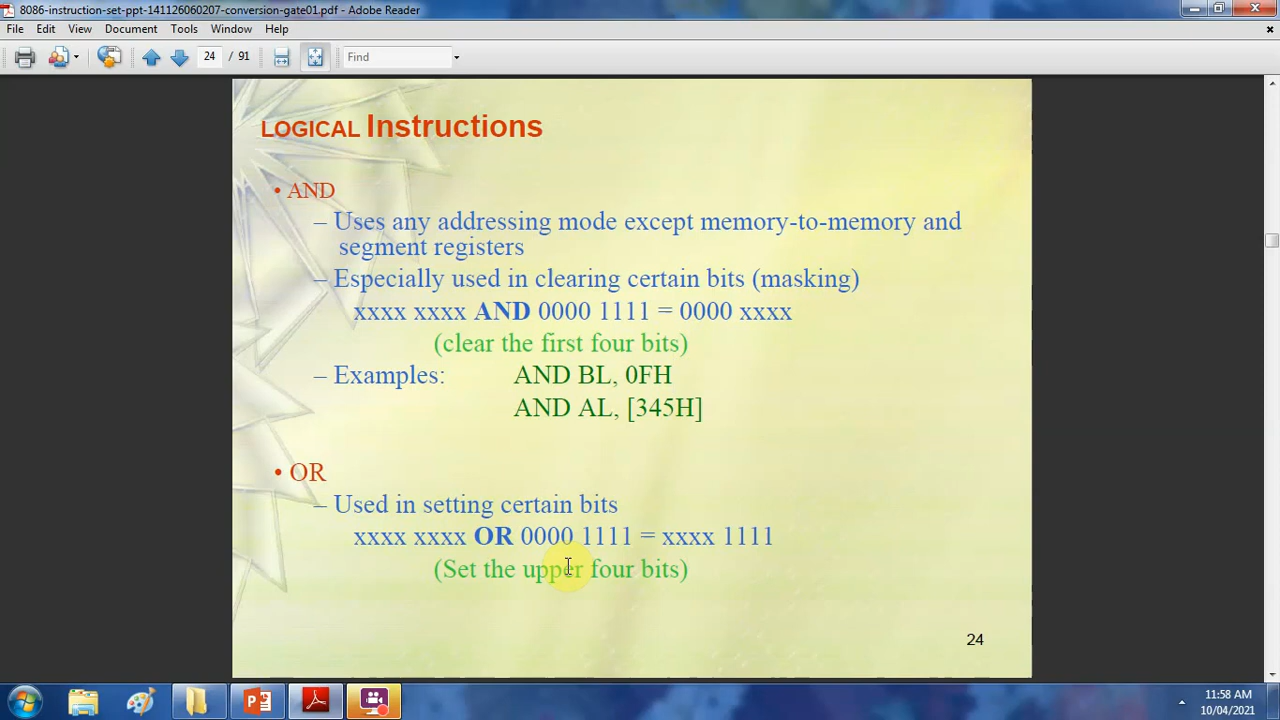 8086-instruction-set-ppt-141126060207-conversion-gate01.pdf - Adobe Reader
File Edit View Document Tools Window Help
24 / 91 Find
LOGICAL Instructions
• AND
– Uses any addressing mode except memory-to-memory and
segment registers
– Especially used in clearing certain bits (masking)
xxxx xxxx AND 0000 1111 = 0000 xxxx
(clear the first four bits)
– Examples: AND BL, 0FH
AND AL, [345H]
• OR
– Used in setting certain bits
xxxx xxxx OR 0000 1111 = xxxx 1111
(Set the upper four bits)
24
11:58 AM
10/04/2021